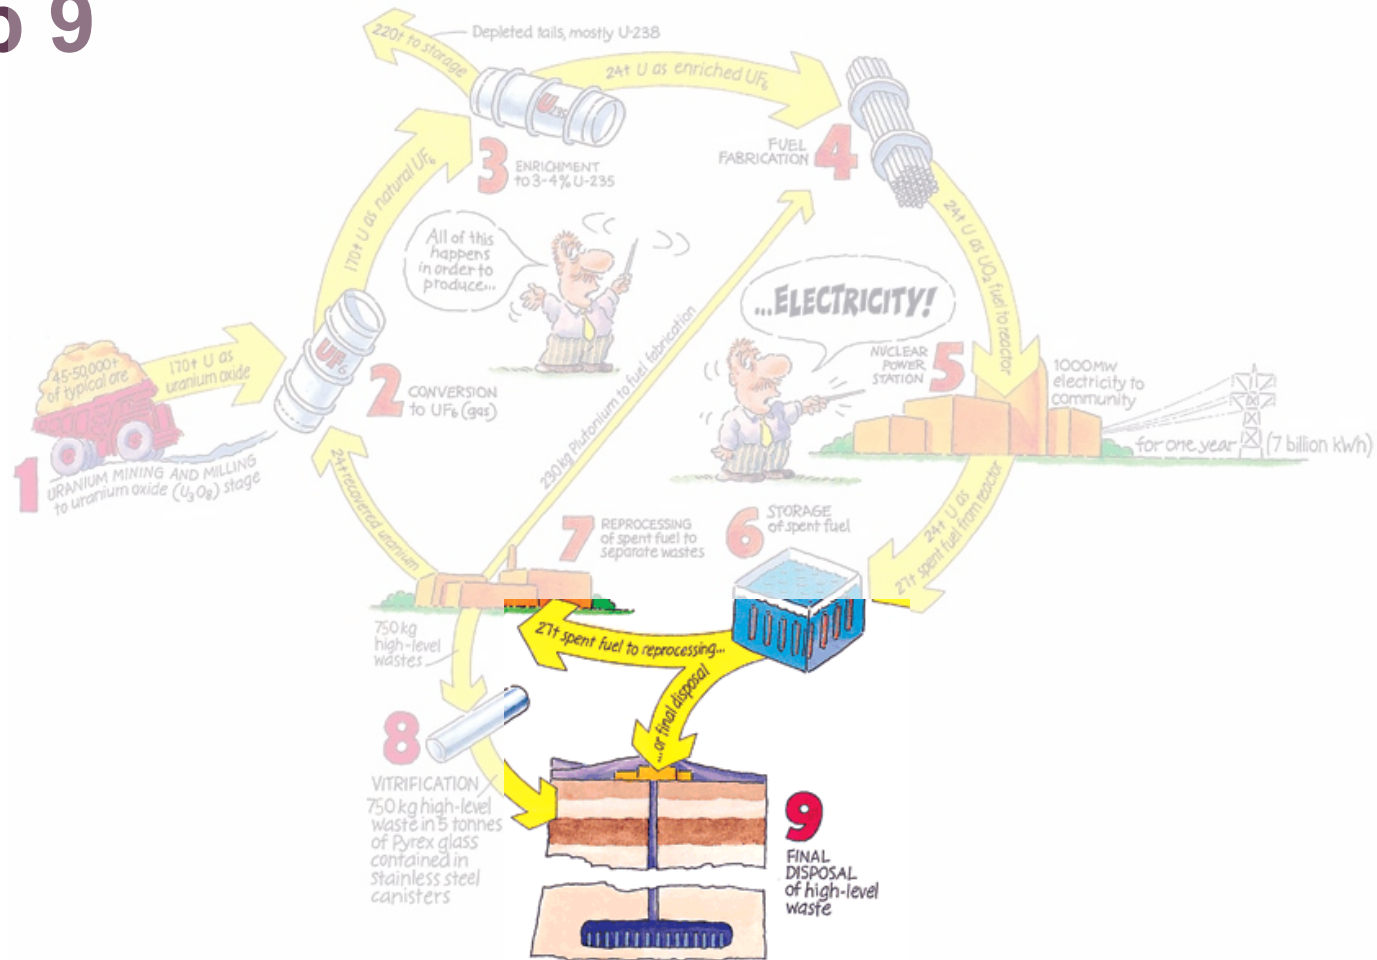 p 9
220t to storage
Depleted tails, mostly U-238
24t U as enriched UF₆
U235
3
ENRICHMENT
to 3-4% U-235
FUEL
FABRICATION
4
170t U as natural UF₆
All of this
happens
in order to
produce...
24t U as UO₂ fuel to reactor
...ELECTRICITY!
45-50,000t
of typical ore
170t U as
uranium oxide
UF₆
2
CONVERSION
to UF₆ (gas)
230 kg Plutonium to fuel fabrication
NUCLEAR
POWER
STATION
5
1000MW
electricity to
community
for one year
(7 billion kWh)
1
URANIUM MINING AND MILLING
to uranium oxide (U₃O₈) stage
24t recovered uranium
7
REPROCESSING
of spent fuel to
separate wastes
6
STORAGE
of spent fuel
24t U as
27t spent fuel from reactor
750 kg
high-level
wastes
27t spent fuel to reprocessing...
...or final disposal
8
VITRIFICATION
750 kg high-level
waste in 5 tonnes
of Pyrex glass
contained in
stainless steel
canisters
9
FINAL
DISPOSAL
of high-level
waste